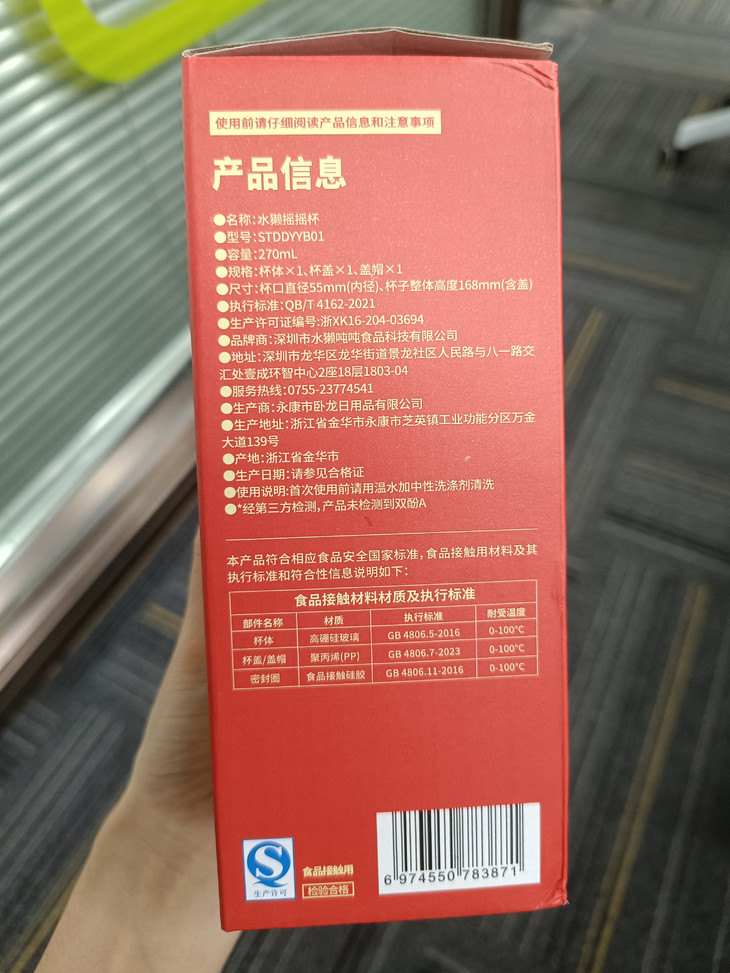 使用前请仔细阅读产品信息和注意事项
产品信息
●名称:水獭摇摇杯
●型号:STDDYYB01
●容量:270mL
●规格:杯体×1、杯盖×1、盖帽×1
●尺寸:杯口直径55mm(内径)、杯子整体高度168mm(含盖)
●执行标准:QB/T 4162-2021
●生产许可证编号:浙XK16-204-03694
●品牌商:深圳市水獭吨吨食品科技有限公司
●地址:深圳市龙华区龙华街道景龙社区人民路与八一路交
汇处壹成环智中心2座18层1803-04
●服务热线:0755-23774541
●生产商:永康市卧龙日用品有限公司
●生产地址:浙江省金华市永康市芝英镇工业功能分区万金
大道139号
●产地:浙江省金华市
●生产日期:请参见合格证
●使用说明:首次使用前请用温水加中性洗涤剂清洗
●*经第三方检测,产品未检测到双酚A
本产品符合相应食品安全国家标准,食品接触用材料及其
执行标准和符合性信息说明如下:
食品接触材料材质及执行标准
部件名称 材质 执行标准 耐受温度
杯体 高硼硅玻璃 GB 4806.5-2016 0-100°C
杯盖/盖帽 聚丙烯(PP) GB 4806.7-2023 0-100°C
密封圈 食品接触硅胶 GB 4806.11-2016 0-100°C
生产许可
食品接触用
检验合格
6 974550 783871